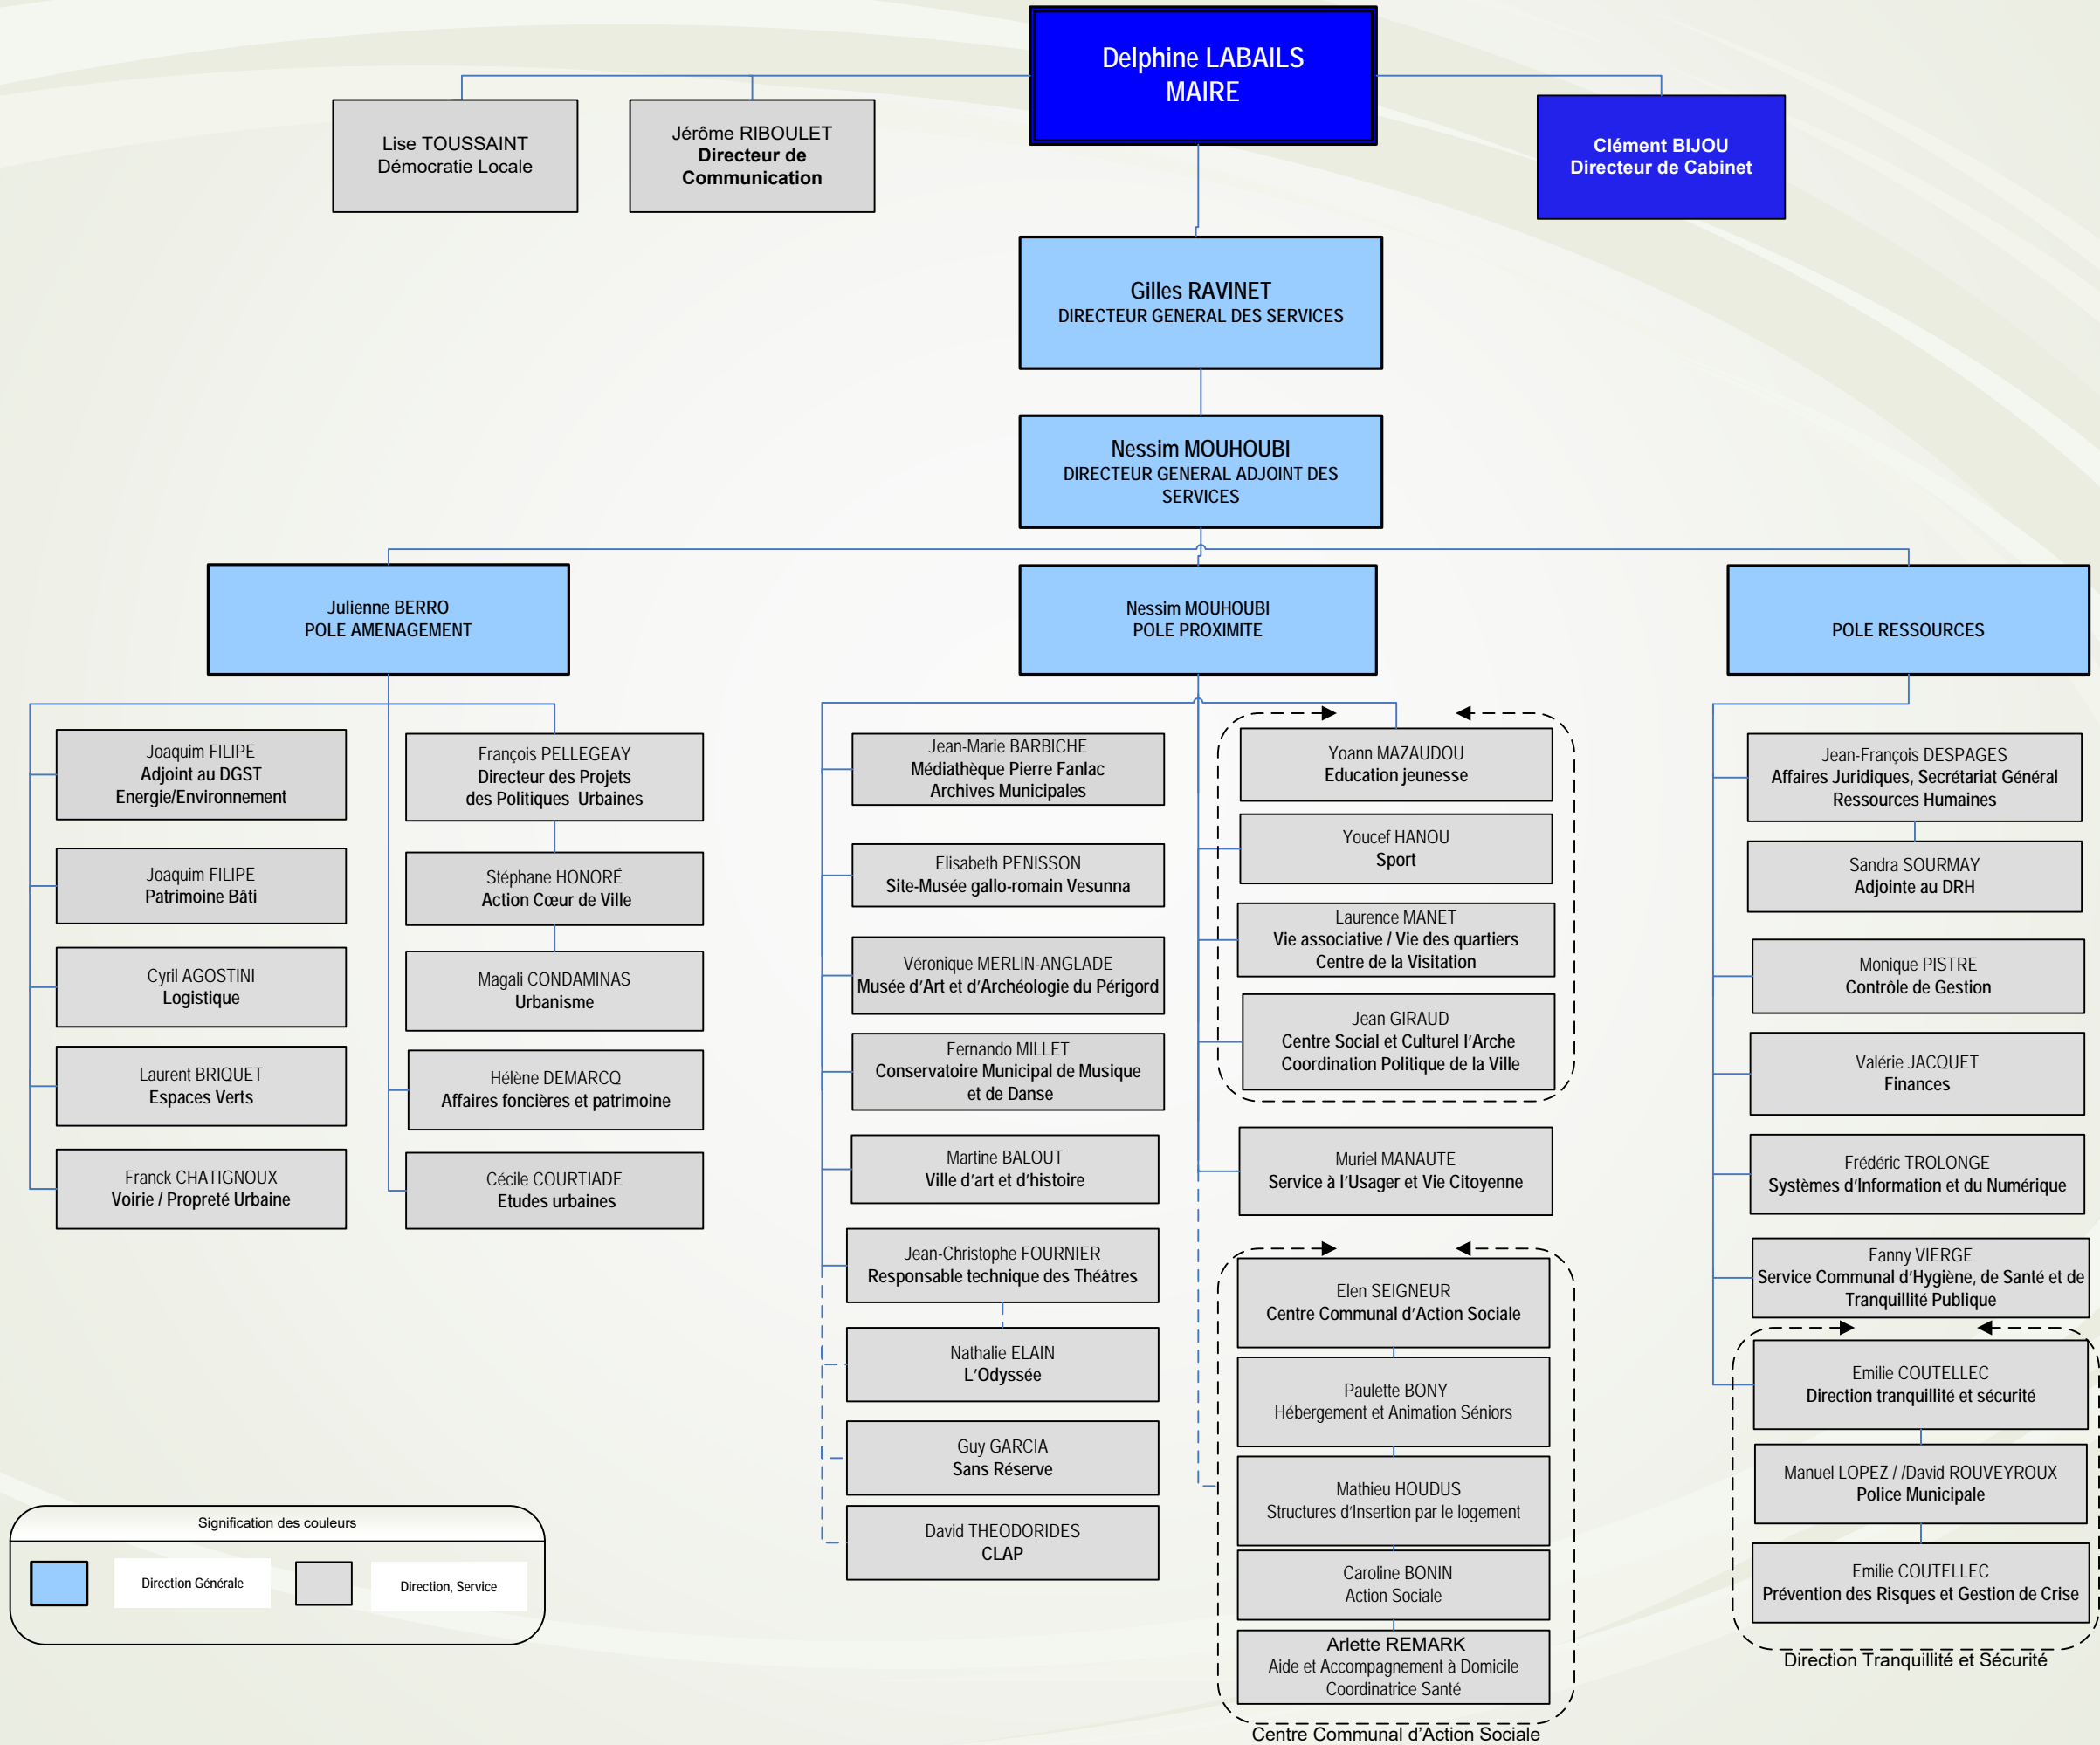 Delphine LABAILS
MAIRE
Lise TOUSSAINT
Démocratie Locale
Jérôme RIBOULET
Directeur de
Communication
Clément BIJOU
Directeur de Cabinet
Gilles RAVINET
DIRECTEUR GENERAL DES SERVICES
Nessim MOUHOUBI
DIRECTEUR GENERAL ADJOINT DES
SERVICES
Julienne BERRO
POLE AMENAGEMENT
Nessim MOUHOUBI
POLE PROXIMITE
POLE RESSOURCES
Joaquim FILIPE
Adjoint au DGST
Energie/Environnement
Joaquim FILIPE
Patrimoine Bâti
Cyril AGOSTINI
Logistique
Laurent BRIQUET
Espaces Verts
Franck CHATIGNOUX
Voirie / Propreté Urbaine
François PELLEGEAY
Directeur des Projets
des Politiques Urbaines
Stéphane HONORÉ
Action Cœur de Ville
Magali CONDAMINAS
Urbanisme
Hélène DEMARCQ
Affaires foncières et patrimoine
Cécile COURTIADE
Etudes urbaines
Jean-Marie BARBICHE
Médiathèque Pierre Fanlac
Archives Municipales
Elisabeth PENISSON
Site-Musée gallo-romain Vesunna
Véronique MERLIN-ANGLADE
Musée d'Art et d'Archéologie du Périgord
Fernando MILLET
Conservatoire Municipal de Musique
et de Danse
Martine BALOUT
Ville d'art et d'histoire
Jean-Christophe FOURNIER
Responsable technique des Théâtres
Nathalie ELAIN
L'Odyssée
Guy GARCIA
Sans Réserve
David THEODORIDES
CLAP
Yoann MAZAUDOU
Education jeunesse
Youcef HANOU
Sport
Laurence MANET
Vie associative / Vie des quartiers
Centre de la Visitation
Jean GIRAUD
Centre Social et Culturel l'Arche
Coordination Politique de la Ville
Muriel MANAUTE
Service à l'Usager et Vie Citoyenne
Elen SEIGNEUR
Centre Communal d'Action Sociale
Paulette BONY
Hébergement et Animation Séniors
Mathieu HOUDUS
Structures d'Insertion par le logement
Caroline BONIN
Action Sociale
Arlette REMARK
Aide et Accompagnement à Domicile
Coordinatrice Santé
Centre Communal d'Action Sociale
Jean-François DESPAGES
Affaires Juridiques, Secrétariat Général
Ressources Humaines
Sandra SOURMAY
Adjointe au DRH
Monique PISTRE
Contrôle de Gestion
Valérie JACQUET
Finances
Frédéric TROLONGE
Systèmes d'Information et du Numérique
Fanny VIERGE
Service Communal d'Hygiène, de Santé et de
Tranquillité Publique
Emilie COUTELLEC
Direction tranquillité et sécurité
Manuel LOPEZ / /David ROUVEYROUX
Police Municipale
Emilie COUTELLEC
Prévention des Risques et Gestion de Crise
Direction Tranquillité et Sécurité
Signification des couleurs
Direction Générale
Direction, Service